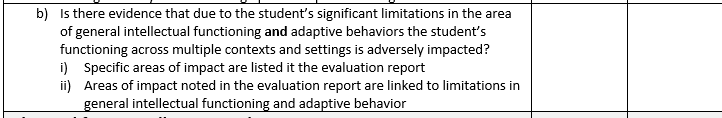 b) Is there evidence that due to the student's significant limitations in the area
of general intellectual functioning and adaptive behaviors the student's
functioning across multiple contexts and settings is adversely impacted?
i) Specific areas of impact are listed it the evaluation report
ii) Areas of impact noted in the evaluation report are linked to limitations in
general intellectual functioning and adaptive behavior